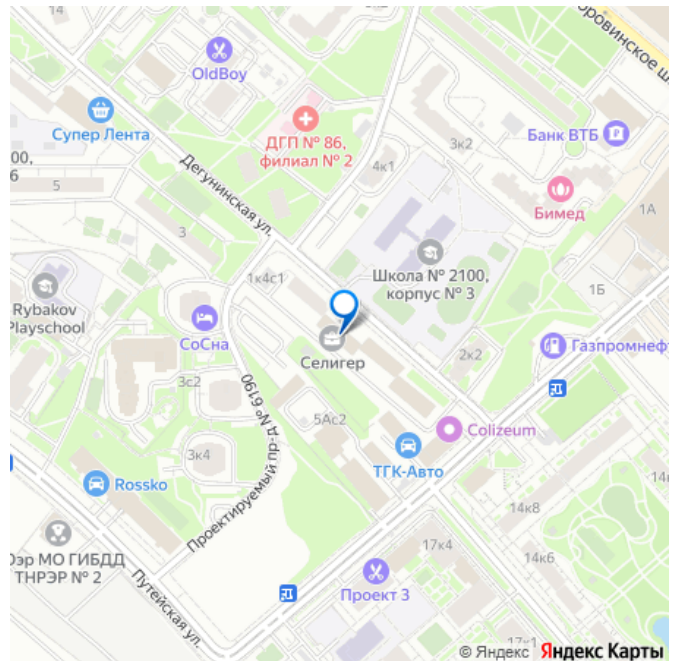 14
OldBoy
Супер Лента
ДГП № 86,
филиал № 2
3к2
Банк ВТБ
4к1
5
Дегунинская ул.
Бимед
1А
3
1к4с1
Школа № 2100,
корпус № 3
1Б
Rybakov
Playschool
СоСна
Селигер
2к2
Газпромнефт
3с2
Проектируемый пр-д № 6190
5Ас2
Colizeum
ТГК-Авто
3к4
Rossko
14к8
МО ГИБДД
ТНРЭР № 2
Путейская ул.
17к4
14к6
Проект 3
17к1
© Яндекс Яндекс Карты